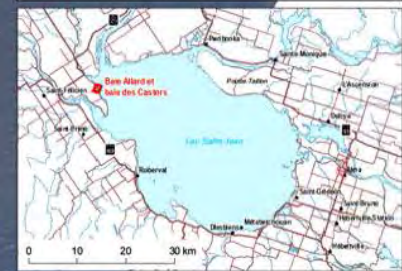 Péribonka
Sainte-Monique
Pointe-Taillon
Baie Allard et
baie des Castors
L'Ascension
Saint-Félicien
Delisle
Saint-Prime
Lac Saint-Jean
Alma
Roberval
Saint-Gédéon
Saint-Bruno
Métabetchouan
Hébertville-Station
Desbiens
Hébertville
0 10 20 30 km